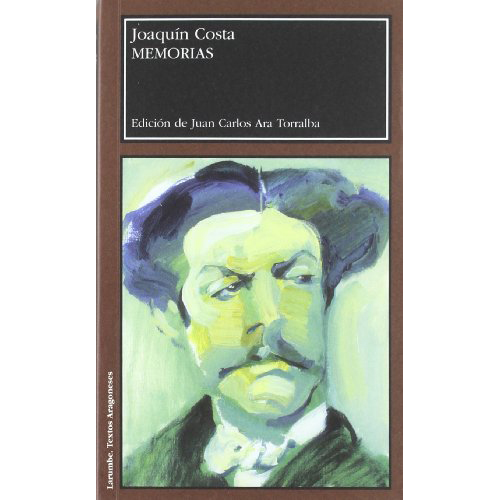 Joaquín Costa
MEMORIAS
Edición de Juan Carlos Ara Torralba
Larumbe, Textos Aragoneses